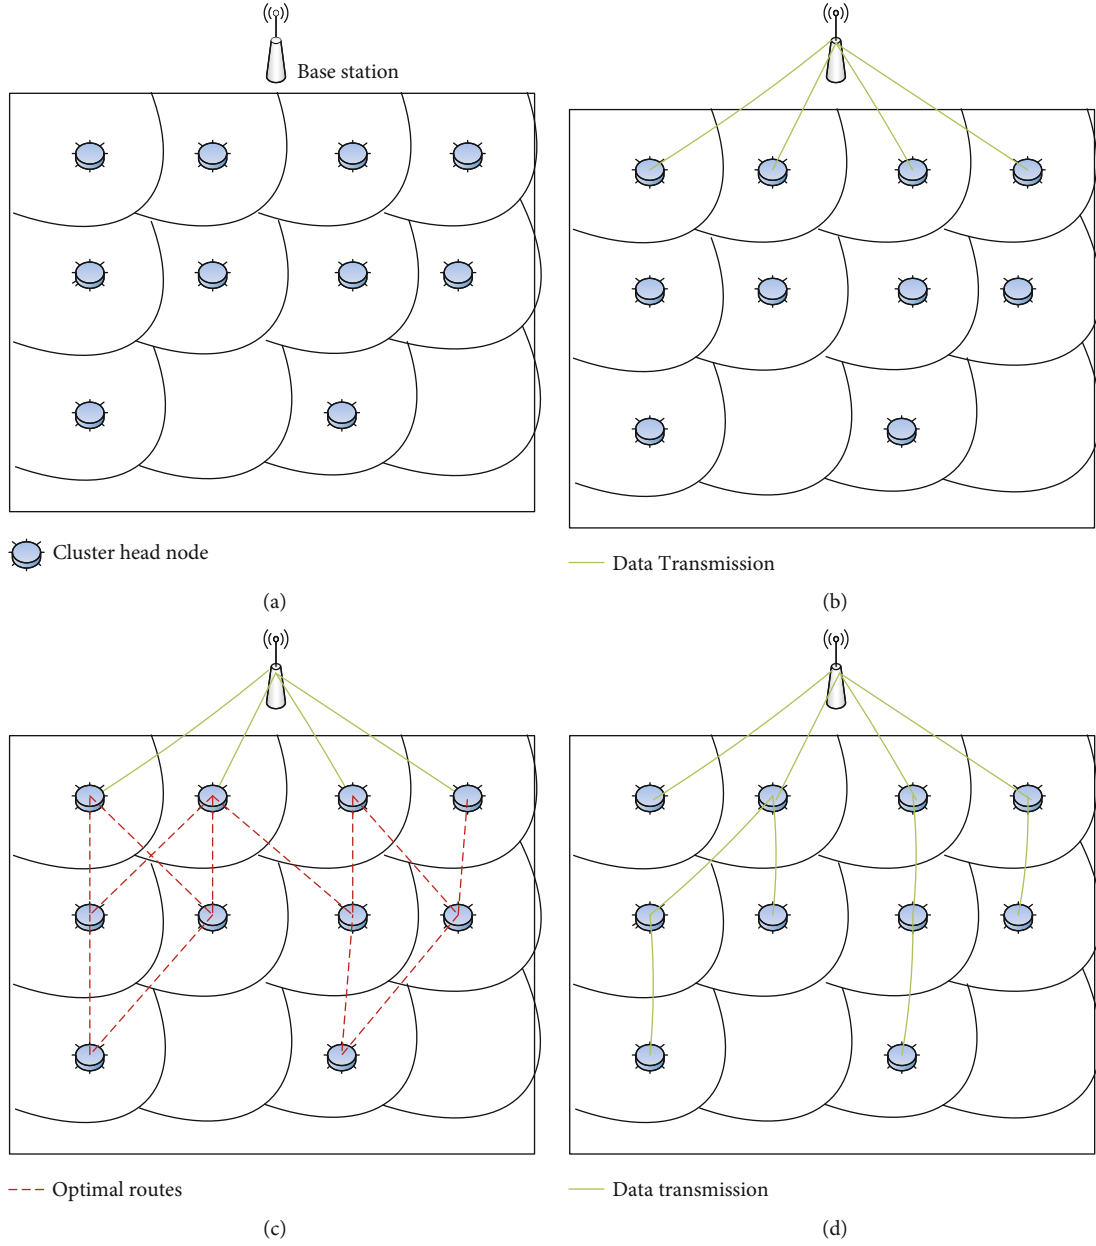 Base station
Cluster head node
(a)
Data Transmission
(b)
Optimal routes
(c)
Data transmission
(d)